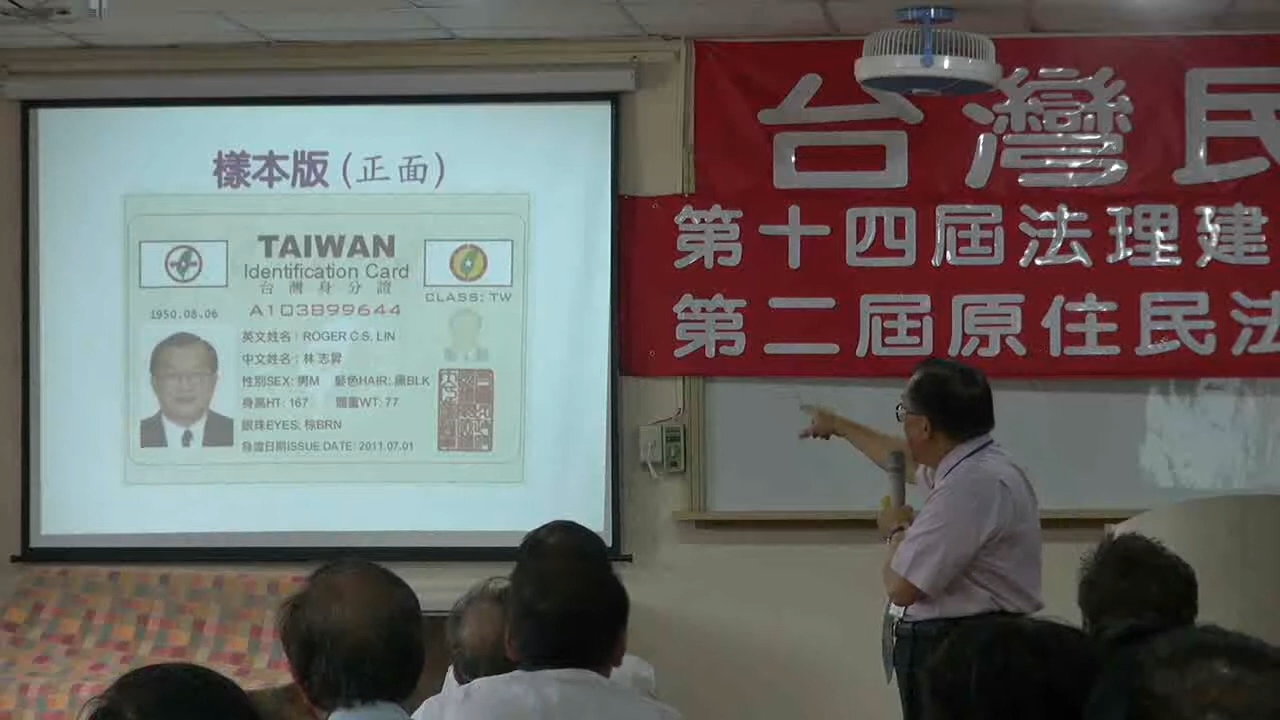 樣本版 (正面)
TAIWAN
Identification Card
台灣身分證
CLASS: TW
A103899644
1950.08.06
英文姓名: ROGER C.S. LIN
中文姓名: 林志昇
性別SEX: 男M 髮色HAIR: 黑BLK
身高HT: 167 體重WT: 77
眼珠EYES: 棕BRN
發證日期ISSUE DATE: 2011.07.01
台灣民
第十四屆法理建
第二屆原住民法